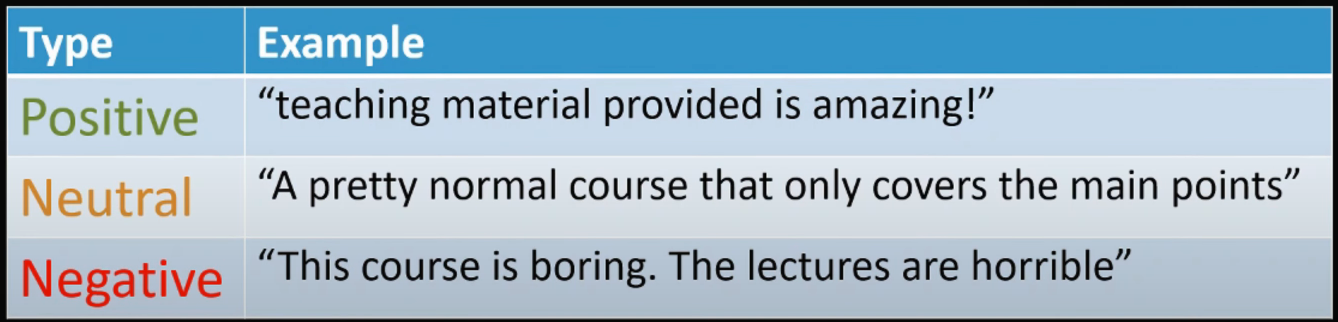 Type Example
Positive “teaching material provided is amazing!”
Neutral “A pretty normal course that only covers the main points”
Negative “This course is boring. The lectures are horrible”